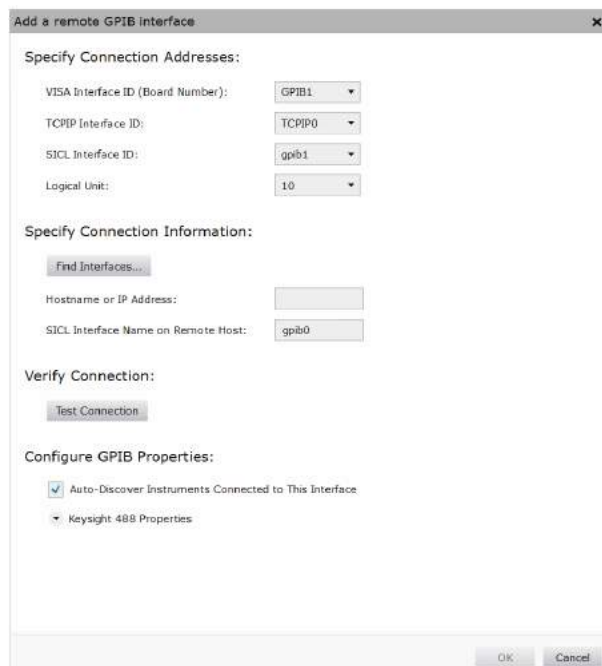 Add a remote GPIB interface
Specify Connection Addresses:
VISA Interface ID (Board Number): GPIB1
TCPIP Interface ID: TCPIP0
SICL Interface ID: gpib1
Logical Unit: 10
Specify Connection Information:
Find Interfaces...
Hostname or IP Address:
SICL Interface Name on Remote Host: gpib0
Verify Connection:
Test Connection
Configure GPIB Properties:
Auto-Discover Instruments Connected to This Interface
Keysight 488 Properties
OK Cancel